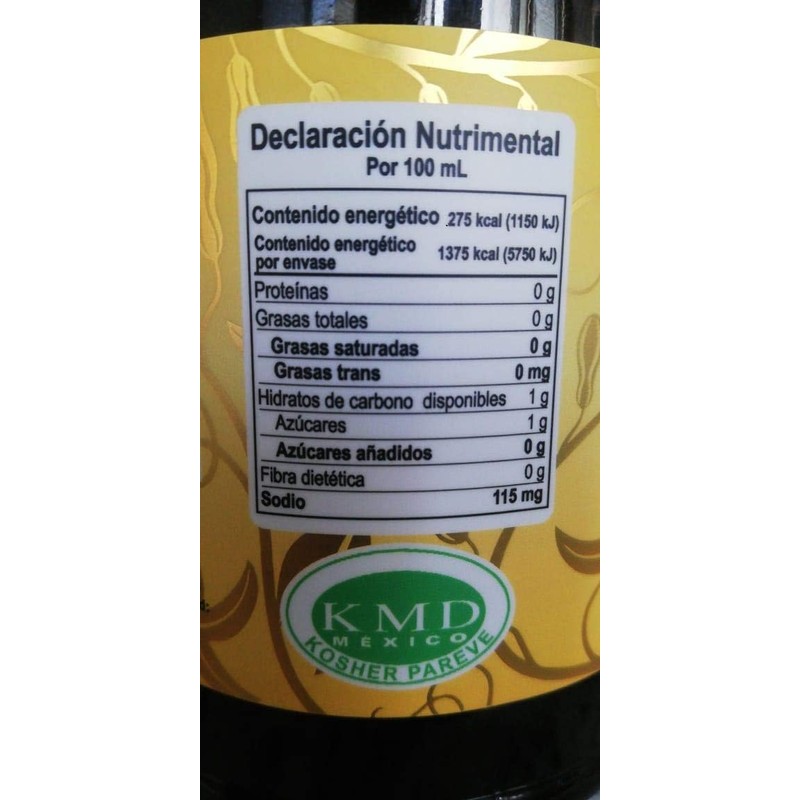 Declaración Nutrimental
Por 100 mL
Contenido energético 275 kcal (1150 kJ)
Contenido energético
por envase 1375 kcal (5750 kJ)
Proteínas 0 g
Grasas totales 0 g
Grasas saturadas 0 g
Grasas trans 0 mg
Hidratos de carbono disponibles 1 g
Azúcares 1 g
Azúcares añadidos 0 g
Fibra dietética 0 g
Sodio 115 mg
KMD
MÉXICO
KOSHER PAREVE